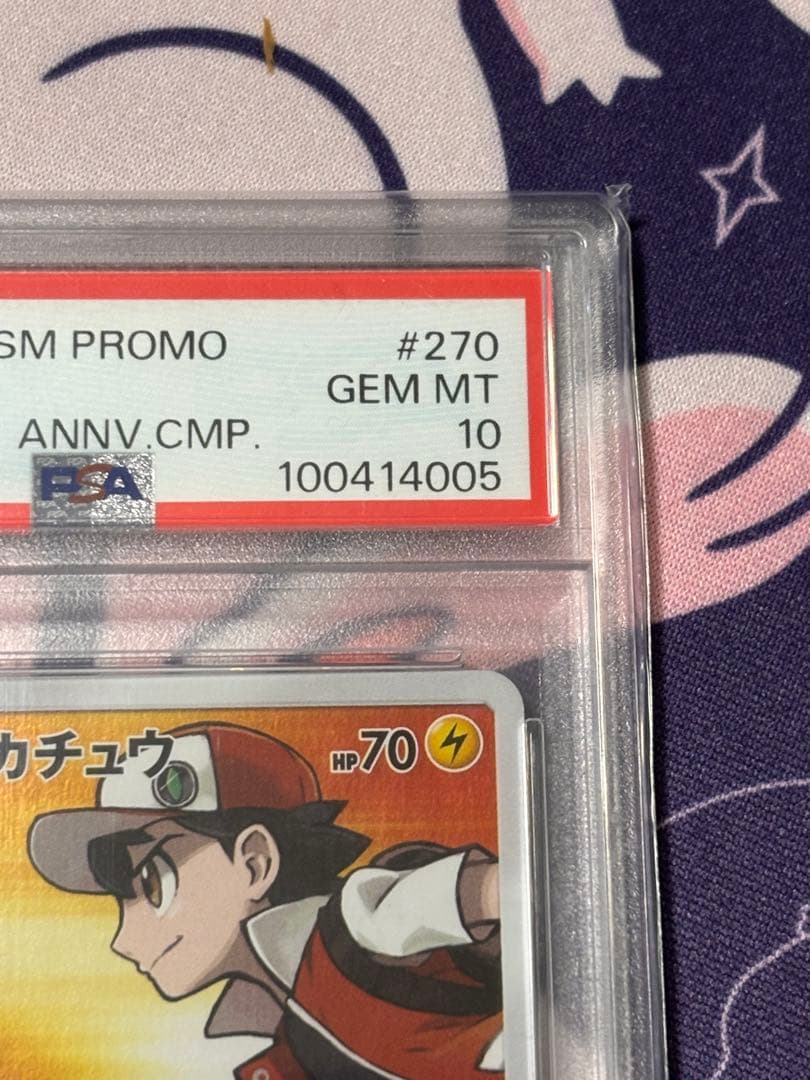 SM PROMO #270
GEM MT
ANNV.CMP. 10
PSA 100414005
カチュウ HP70